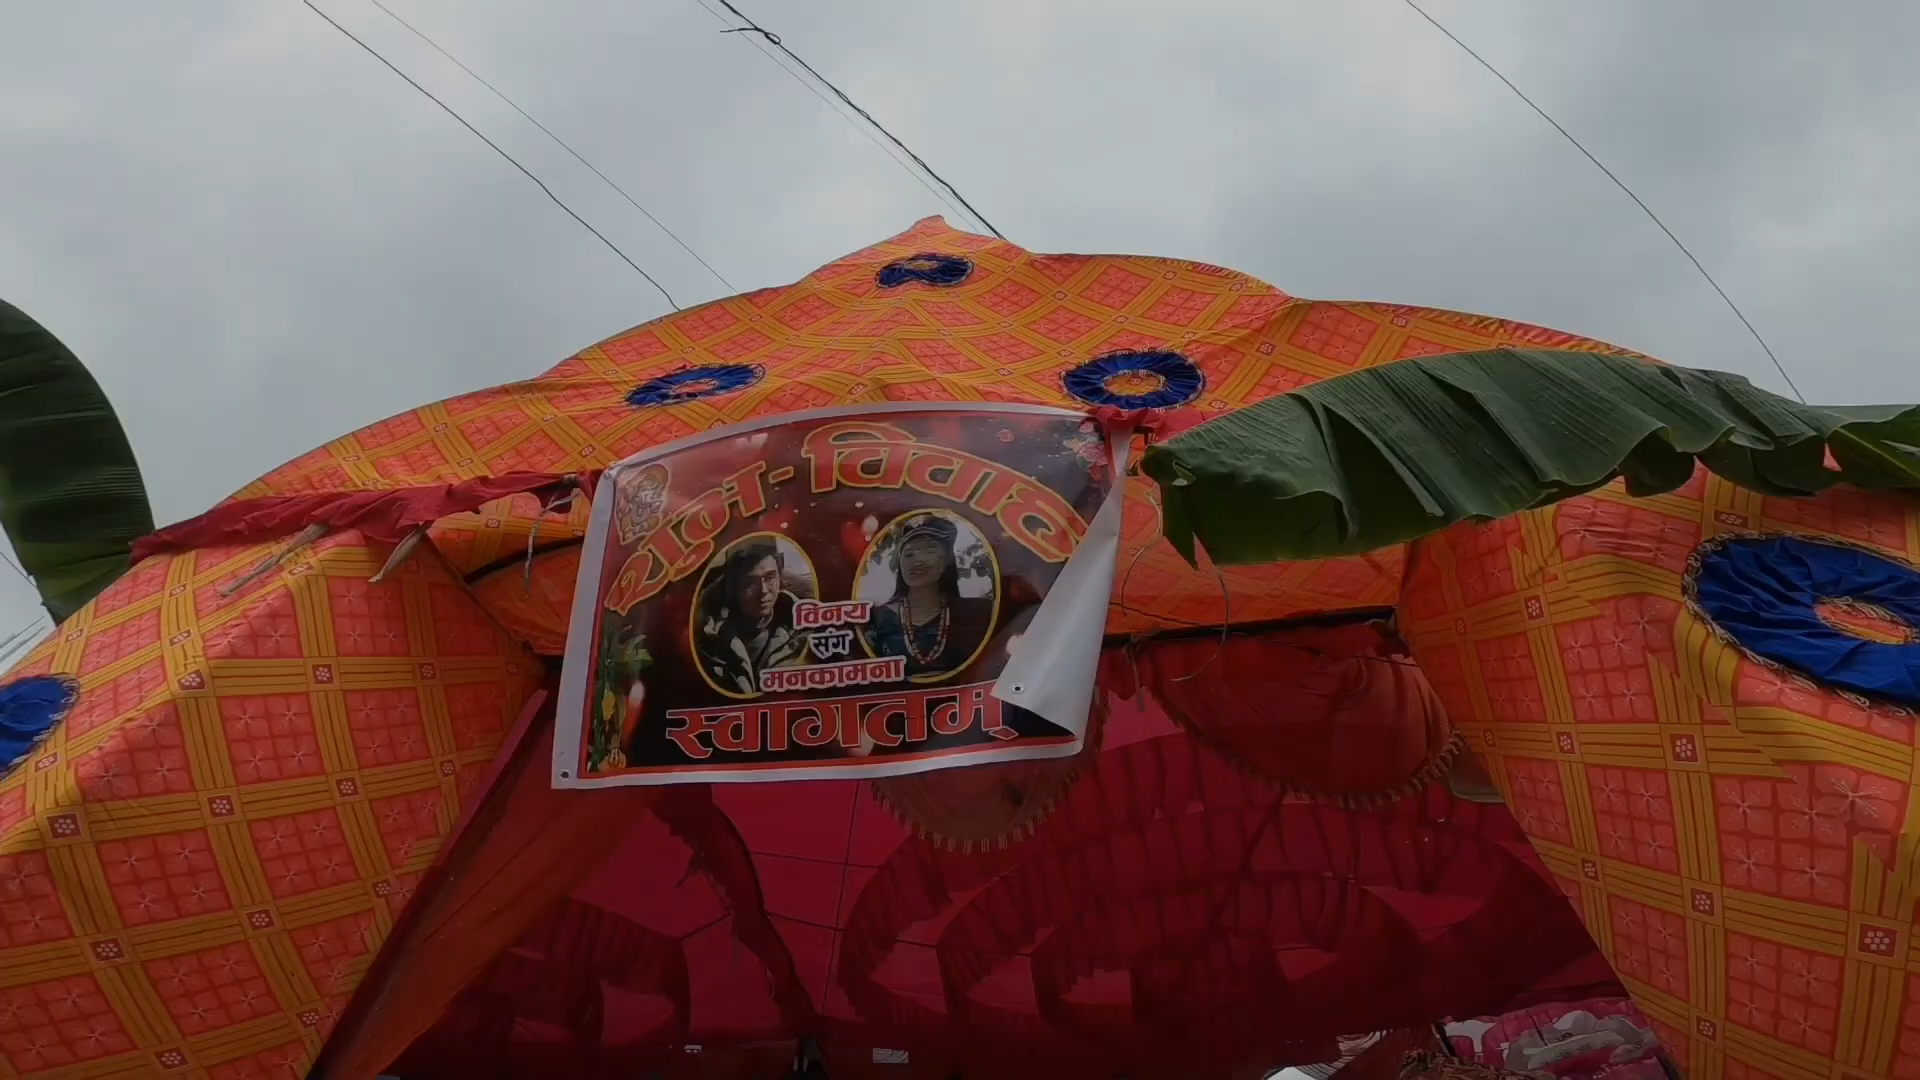 शुभ-विवाह
विनय
संग
मनकामना
स्वागतम्